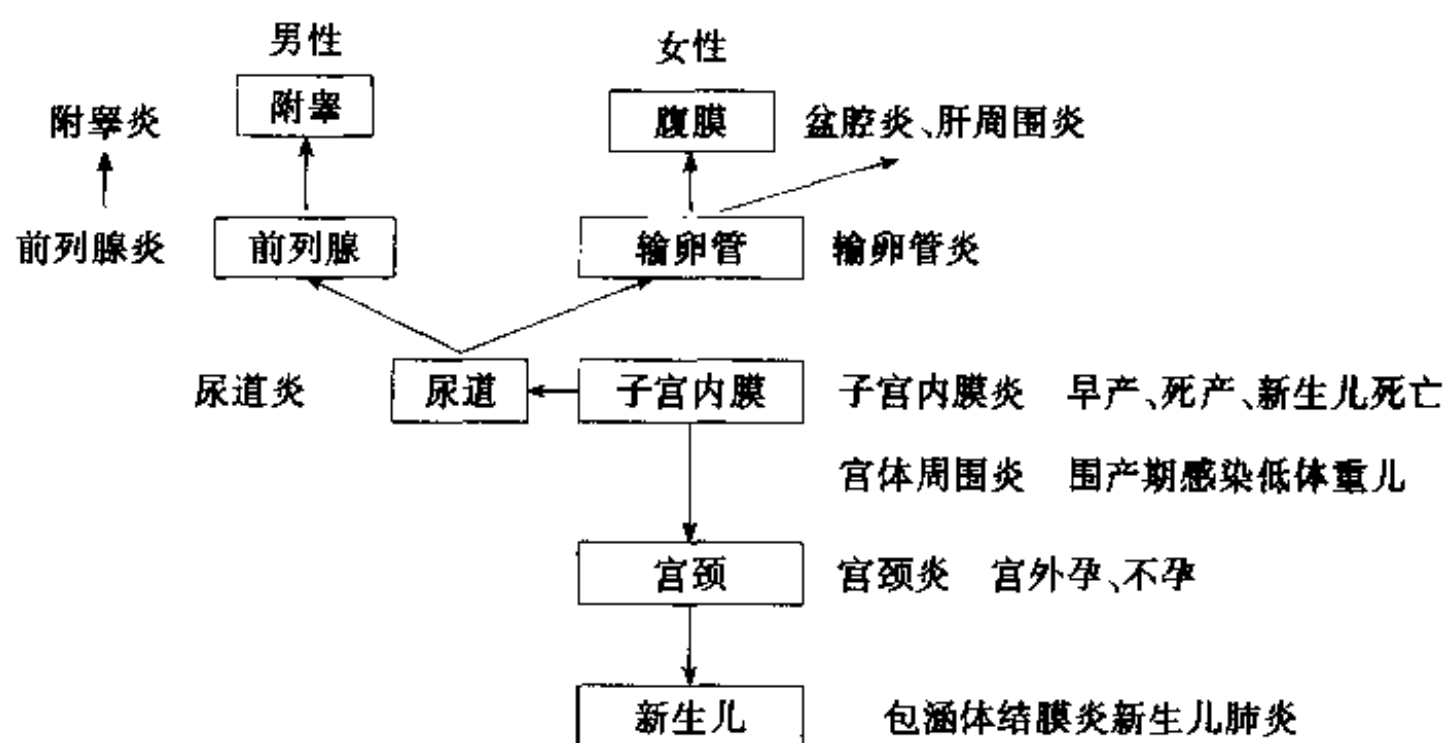 男性 女性
附睾炎 附睾 腹膜 盆腔炎、肝周围炎
前列腺炎 前列腺 输卵管 输卵管炎
尿道炎 尿道 子宫内膜 子宫内膜炎 早产、死产、新生儿死亡
宫体周围炎 围产期感染低体重儿
宫颈 宫颈炎 宫外孕、不孕
新生儿 包涵体结膜炎新生儿肺炎